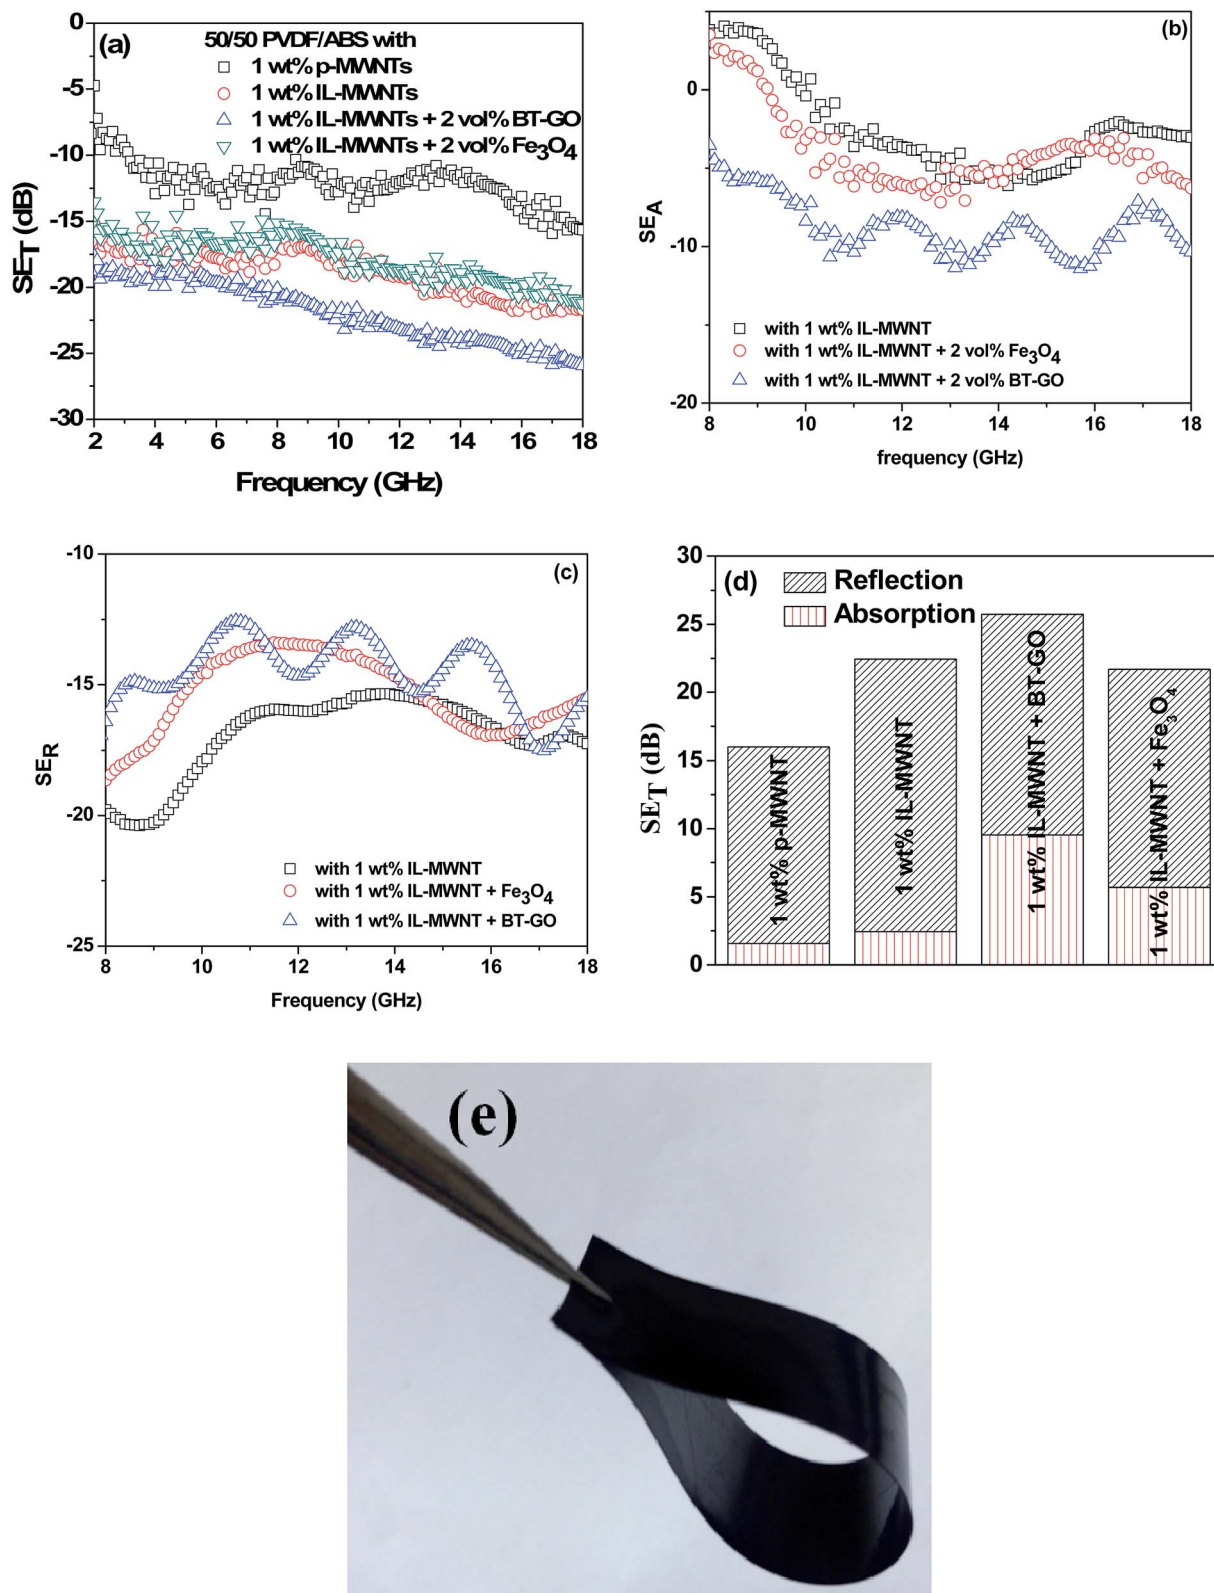 (a)
50/50 PVDF/ABS with
1 wt% p-MWNTs
1 wt% IL-MWNTs
1 wt% IL-MWNTs + 2 vol% BT-GO
1 wt% IL-MWNTs + 2 vol% Fe₃O₄
0
-5
-10
-15
-20
-25
-30
SE_T (dB)
2 4 6 8 10 12 14 16 18
Frequency (GHz)
(b)
0
-10
-20
SE_A
with 1 wt% IL-MWNT
with 1 wt% IL-MWNT + 2 vol% Fe₃O₄
with 1 wt% IL-MWNT + 2 vol% BT-GO
8 10 12 14 16 18
frequency (GHz)
(c)
-10
-15
-20
-25
SE_R
with 1 wt% IL-MWNT
with 1 wt% IL-MWNT + Fe₃O₄
with 1 wt% IL-MWNT + BT-GO
8 10 12 14 16 18
Frequency (GHz)
(d)
Reflection
Absorption
30
25
20
15
10
5
0
SE_T (dB)
1 wt% p-MWNT
1 wt% IL-MWNT
1 wt% IL-MWNT + BT-GO
1 wt% IL-MWNT + Fe₃O₄
(e)